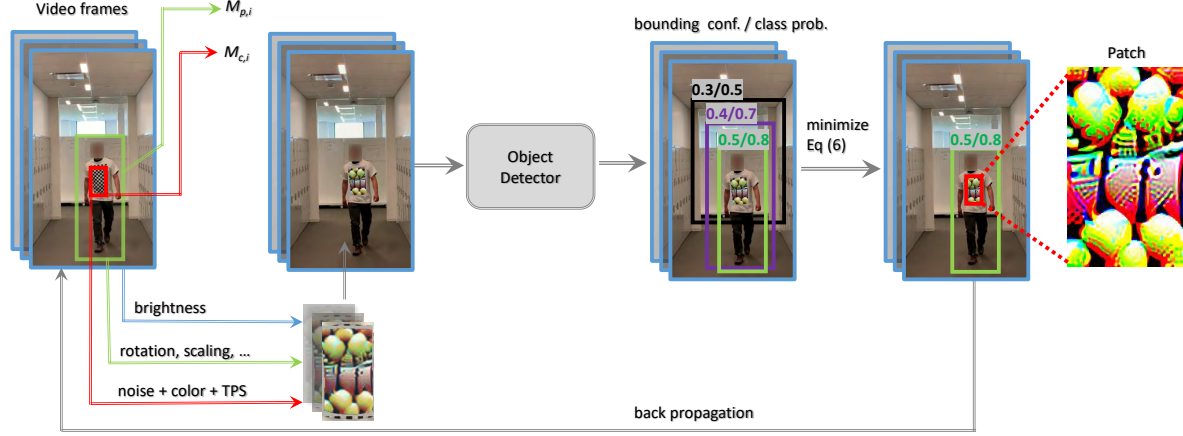 Video frames
M_{p,i}
M_{c,i}
bounding conf. / class prob.
0.3/0.5
0.4/0.7
0.5/0.8
Object
Detector
minimize
Eq (6)
0.5/0.8
Patch
brightness
rotation, scaling, ...
noise + color + TPS
back propagation